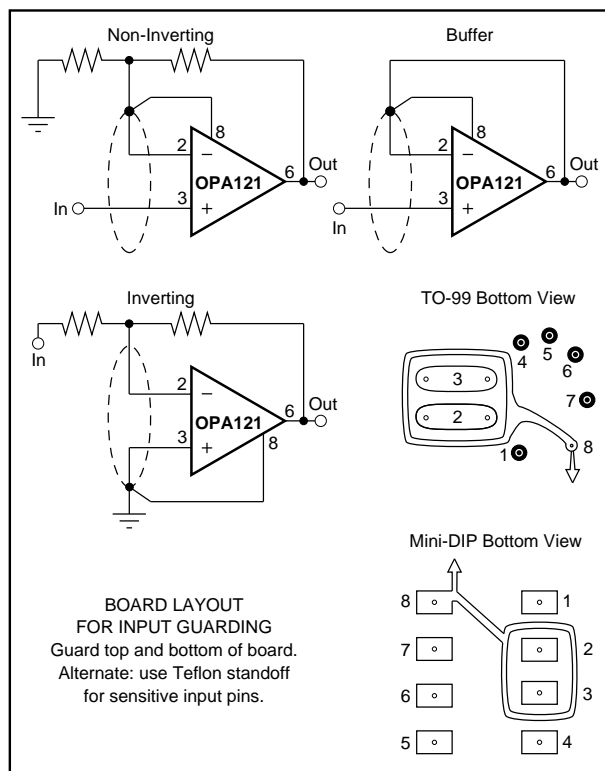 Non-Inverting
2
3
8
6
−
+
OPA121
Out
In
Buffer
2
3
8
6
−
+
OPA121
Out
In
Inverting
In
2
3
8
6
−
+
OPA121
Out
TO-99 Bottom View
3
2
4
5
6
7
8
1
BOARD LAYOUT
FOR INPUT GUARDING
Guard top and bottom of board.
Alternate: use Teflon standoff
for sensitive input pins.
Mini-DIP Bottom View
8
1
7
2
6
3
5
4